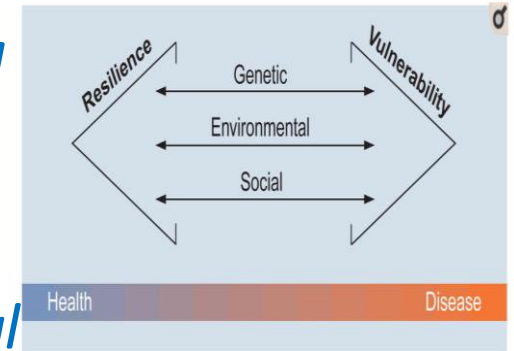 Resilience
Vulnerability
Genetic
Environmental
Social
Health
Disease